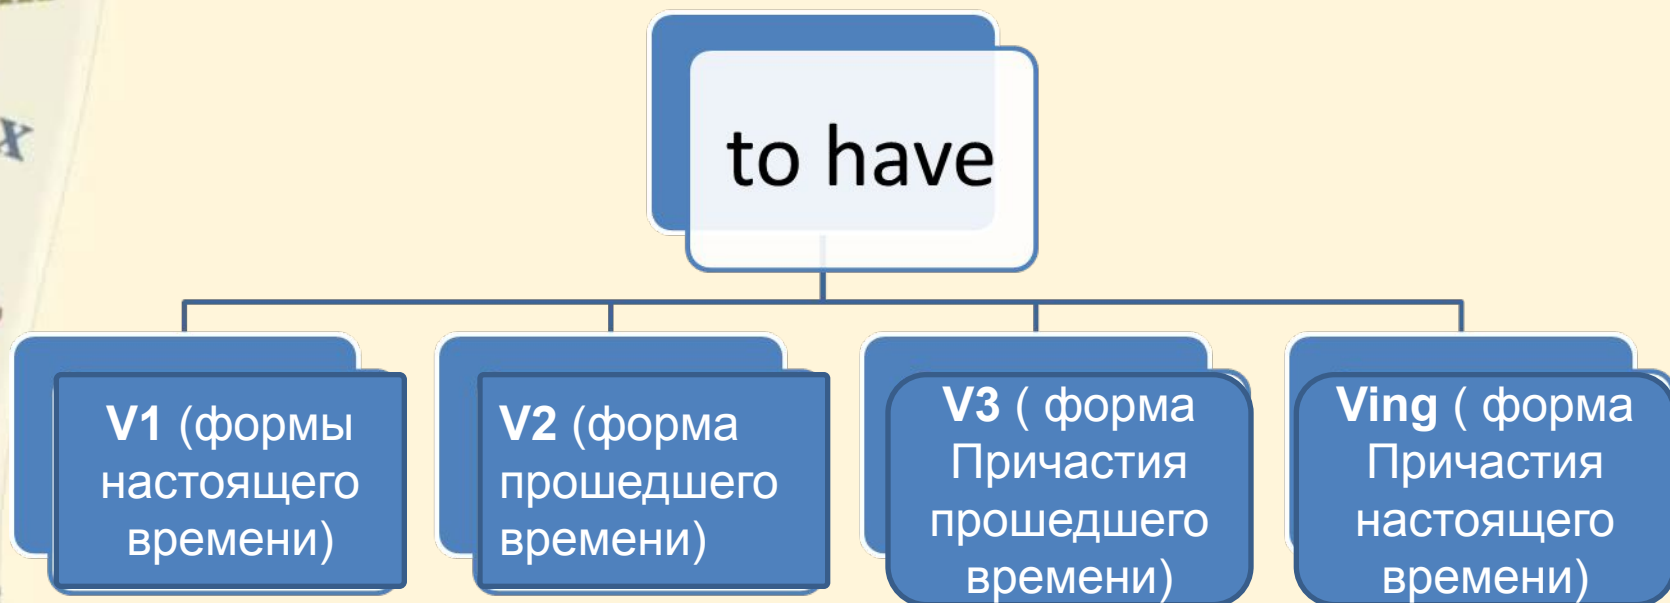 х
to have
V1 (формы
настоящего
времени)
V2 (форма
прошедшего
времени)
V3 ( форма
Причастия
прошедшего
времени)
Ving ( форма
Причастия
настоящего
времени)